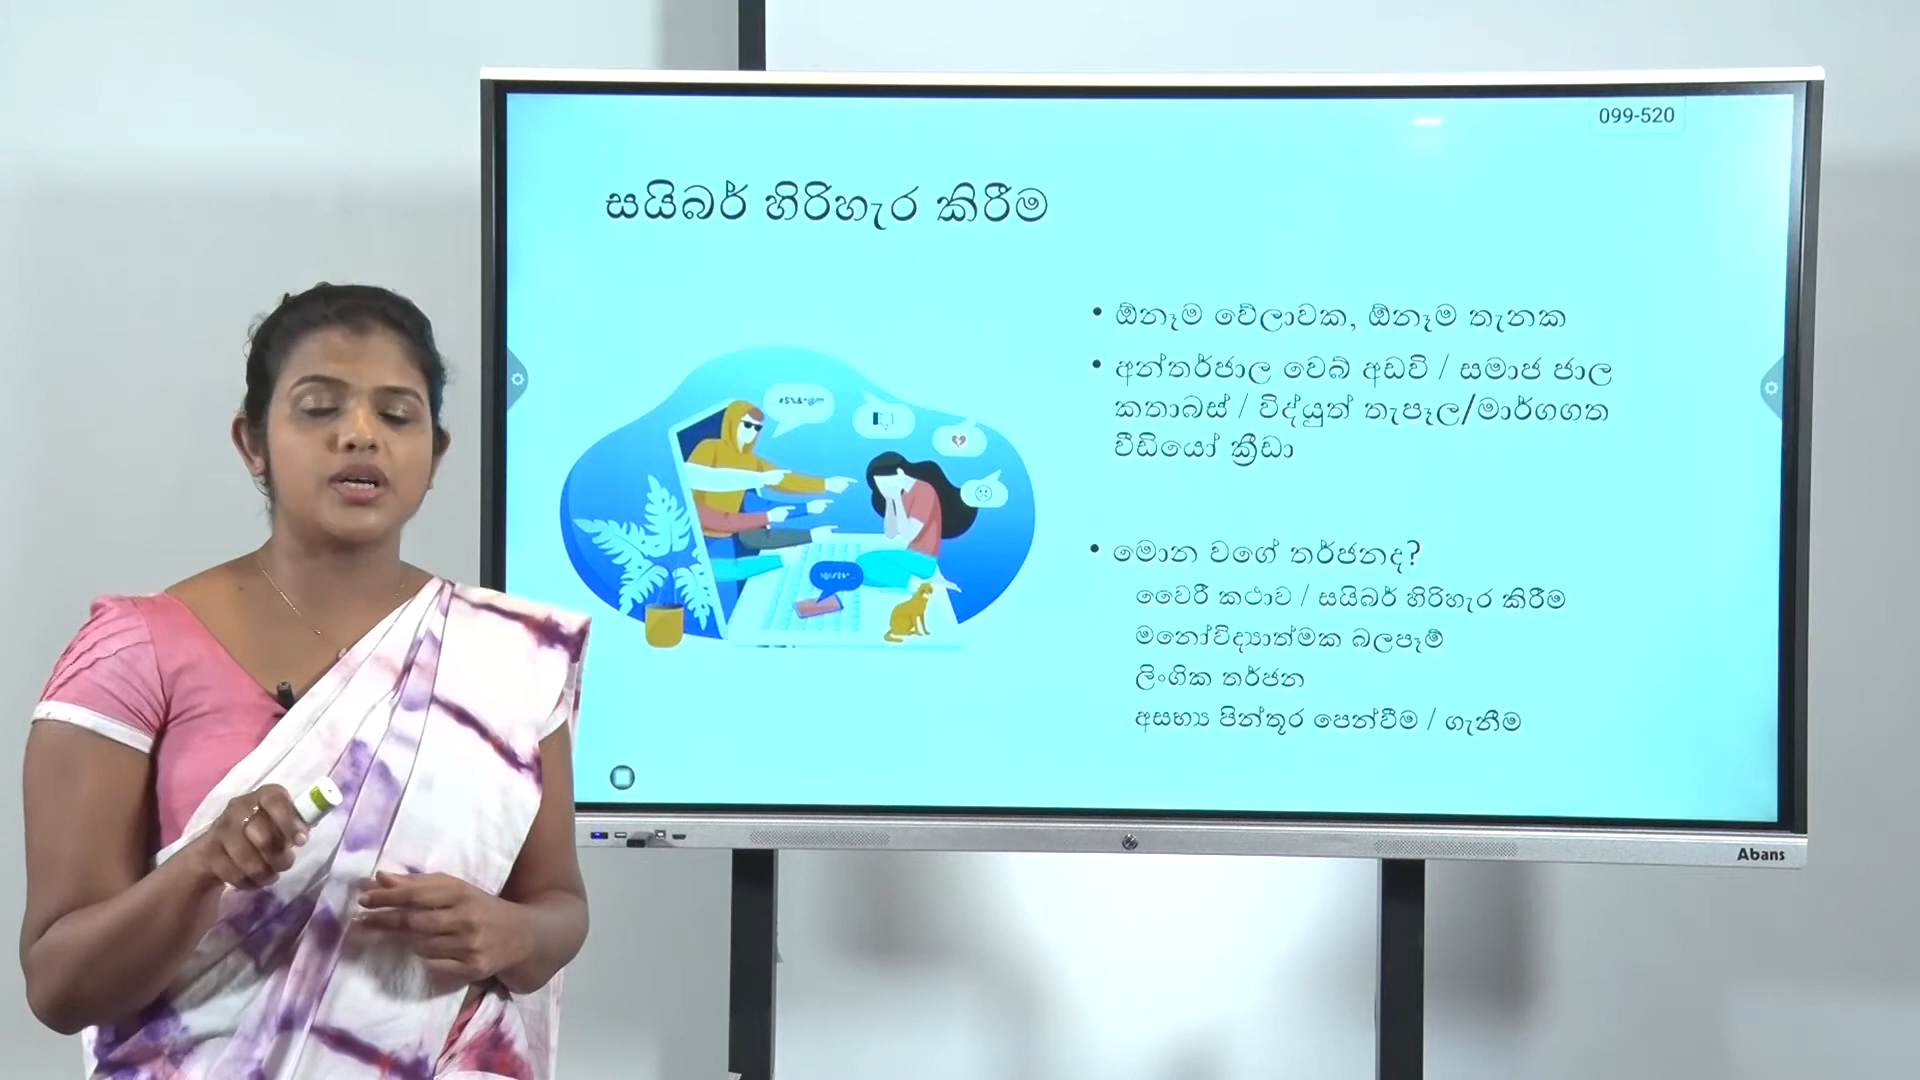 099-520
සයිබර් හිරිහැර කිරීම
• ඕනෑම වේලාවක, ඕනෑම තැනක
• අන්තර්ජාල වෙබ් අඩවි / සමාජ ජාල
කතාබස් / විද්යුත් තැපෑල/මාර්ගගත
වීඩියෝ ක්‍රීඩා
#$%&*@!!!
• මොන වගේ තර්ජනද?
වෛරී කථාව / සයිබර් හිරිහැර කිරීම
මනෝවිද්‍යාත්මක බලපෑම්
ලිංගික තර්ජන
අසභ්‍ය පින්තූර පෙන්වීම / ගැනීම
Abans